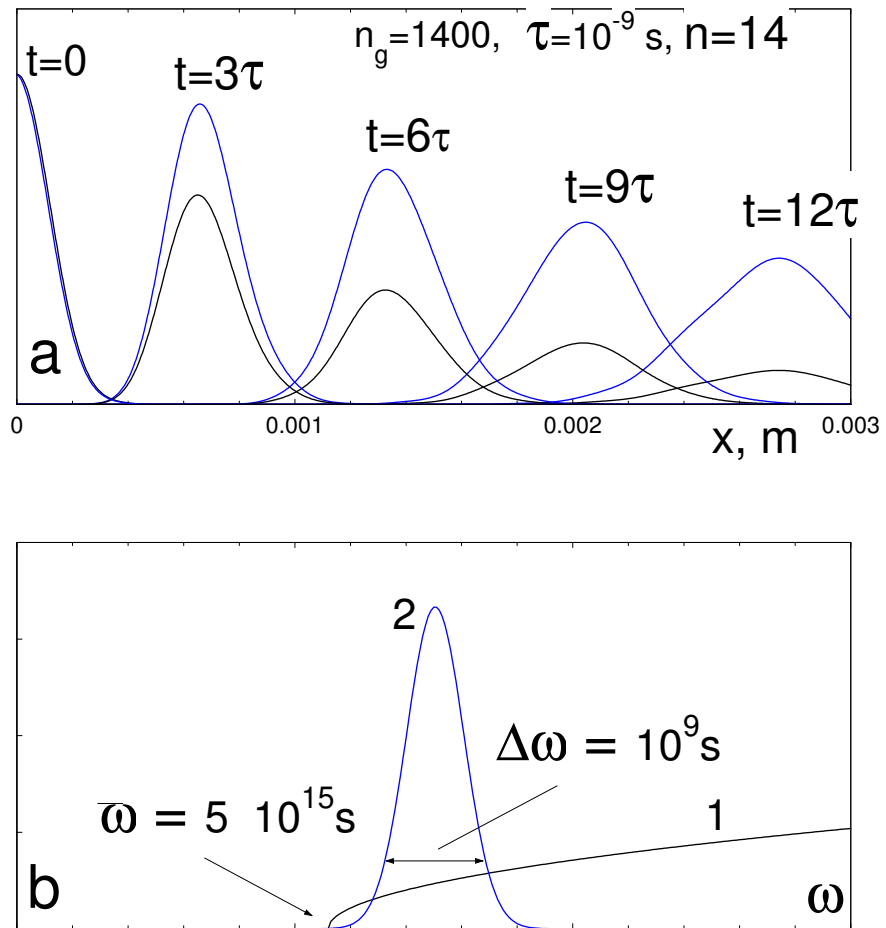 n_g=1400, τ=10^-9 s, n=14
t=0
t=3τ
t=6τ
t=9τ
t=12τ
a
0 0.001 0.002 0.003
x, m
2
Δω = 10^9s
ω̅ = 5 10^15s
1
b
ω